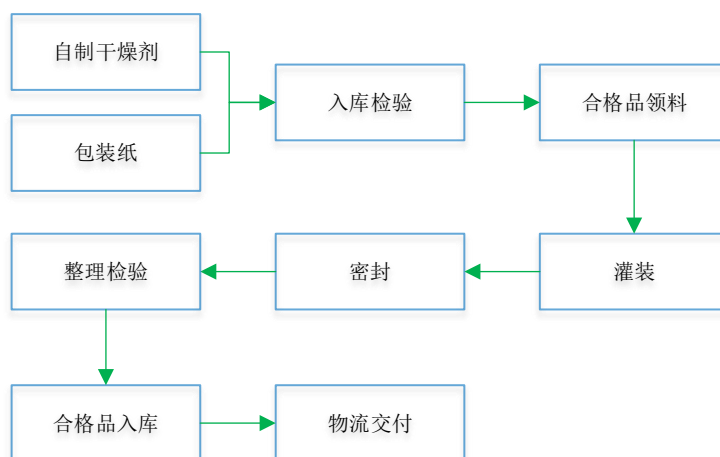 自制干燥剂
包装纸
入库检验
合格品领料
灌装
密封
整理检验
合格品入库
物流交付